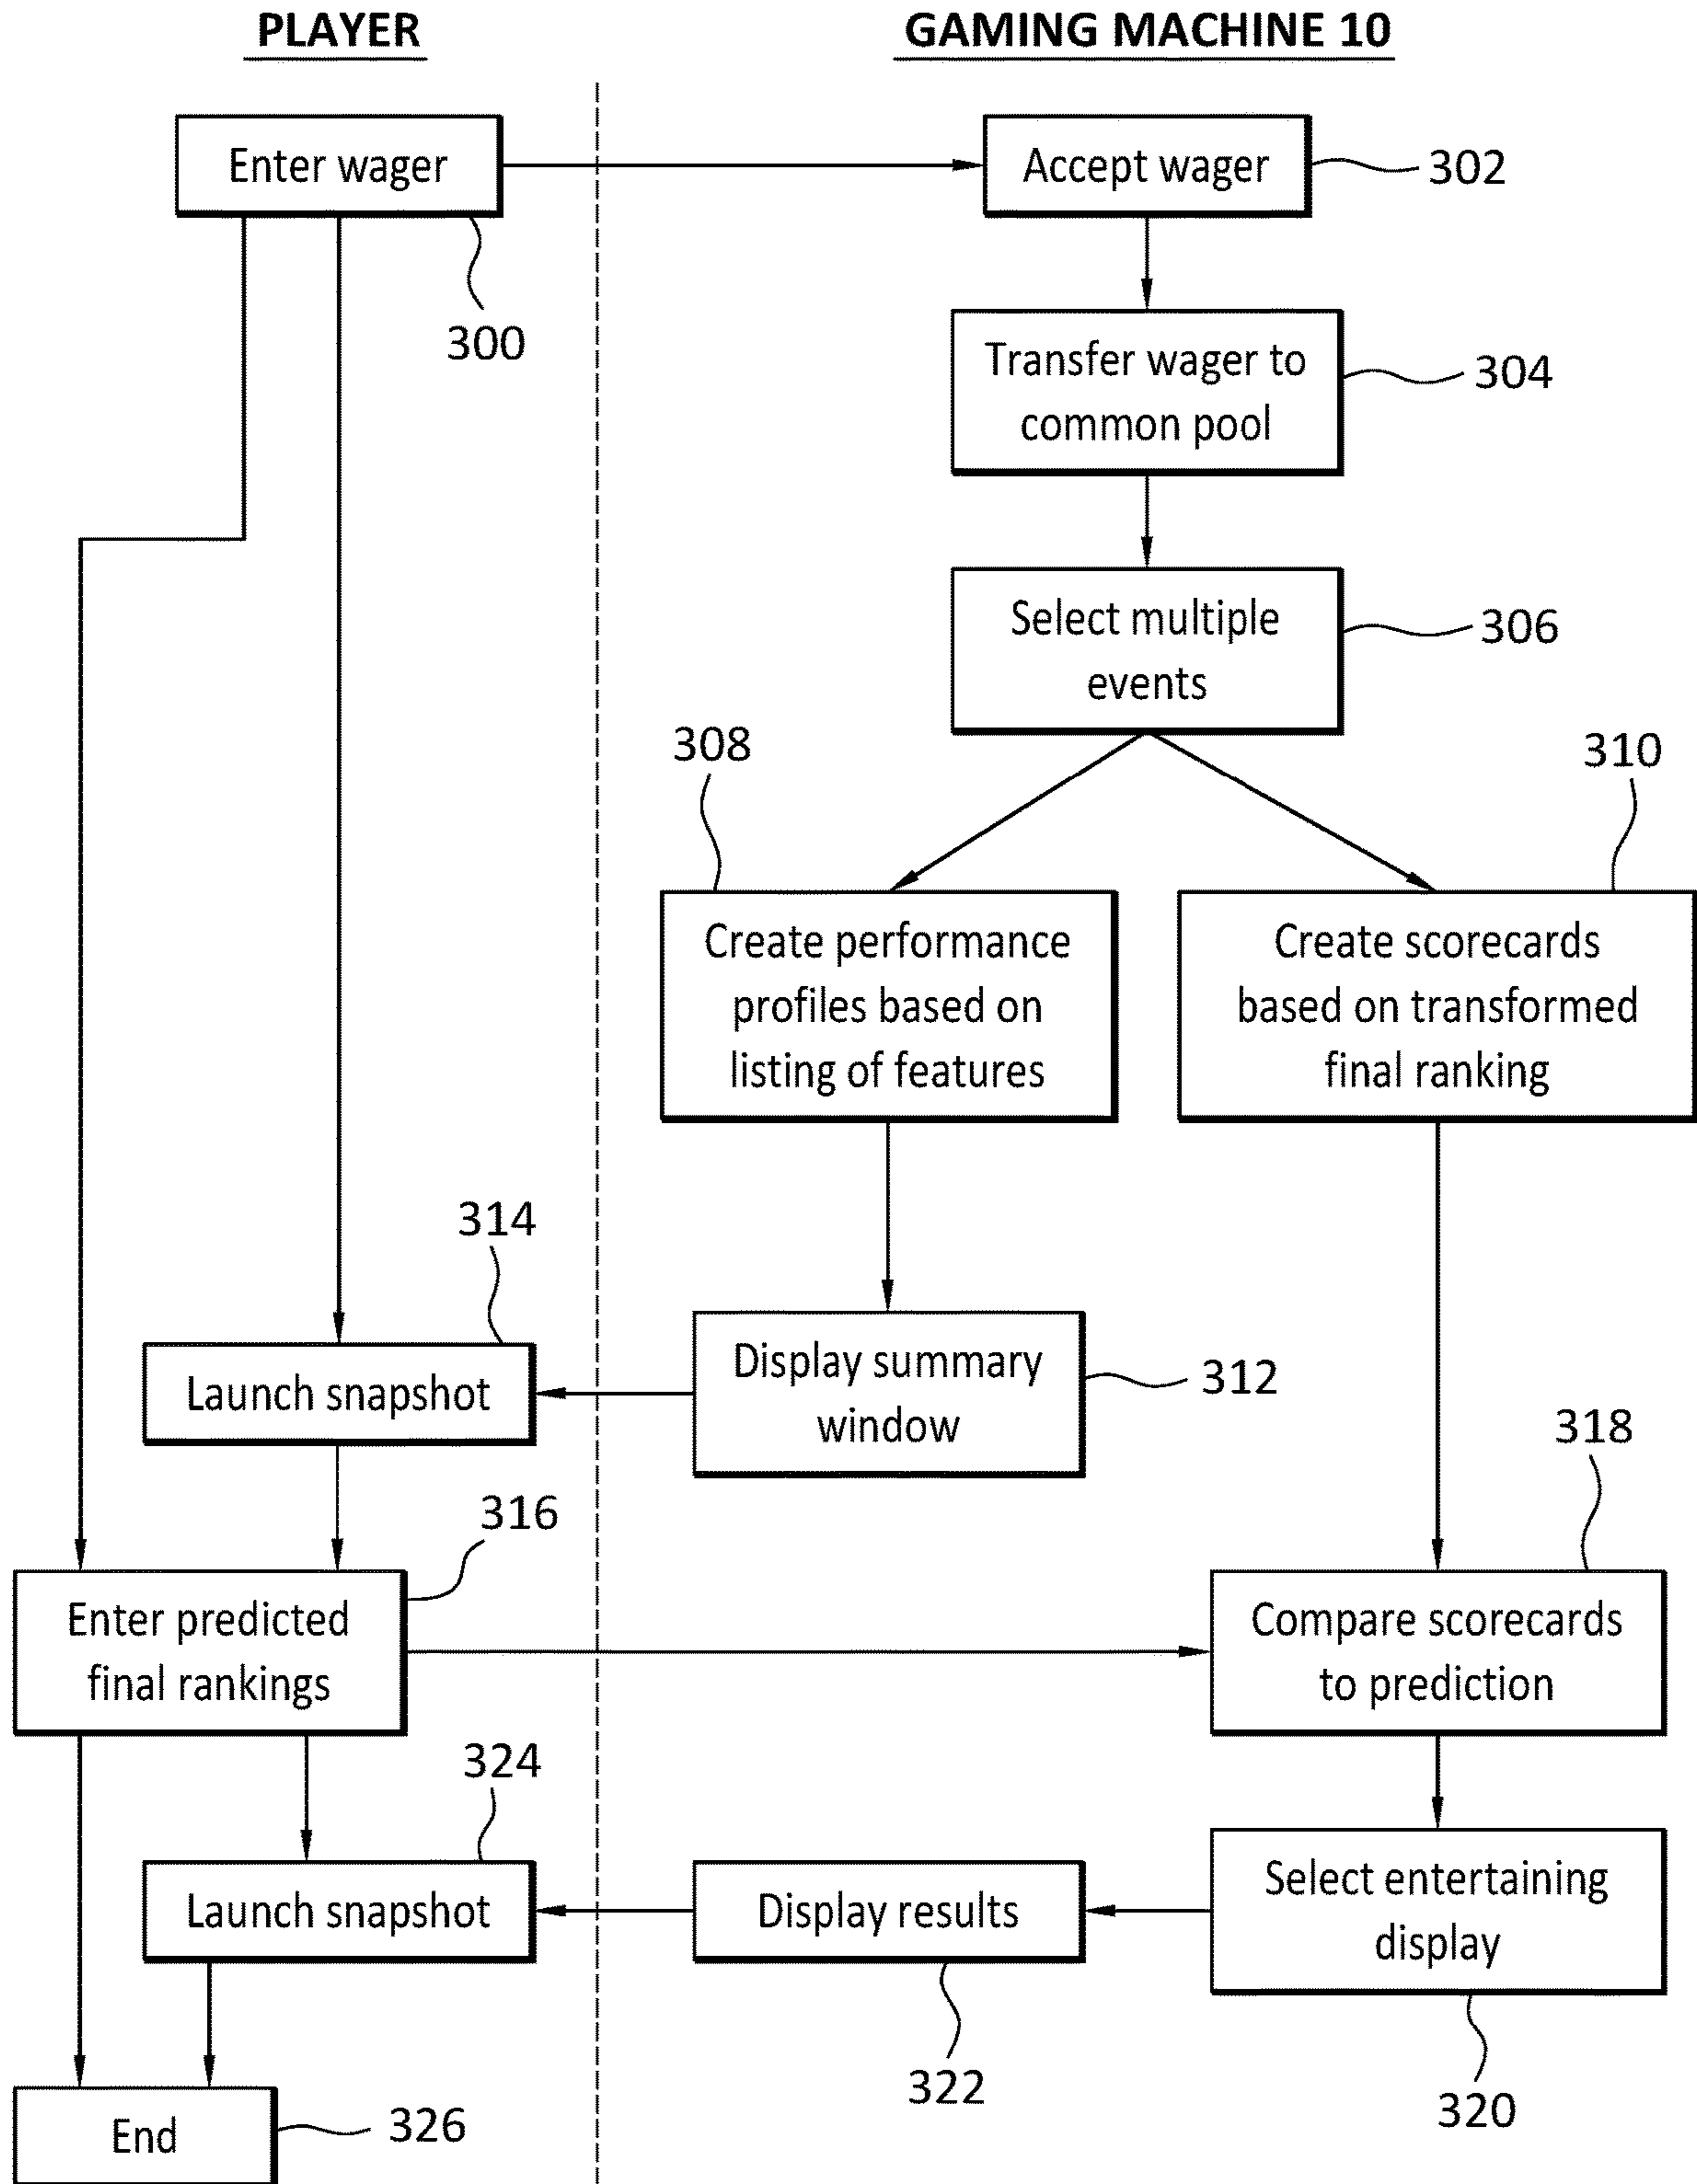 PLAYER
GAMING MACHINE 10
Enter wager
300
Accept wager
302
Transfer wager to
common pool
304
Select multiple
events
306
308
310
Create performance
profiles based on
listing of features
Create scorecards
based on transformed
final ranking
314
Launch snapshot
Display summary
window
312
318
316
Enter predicted
final rankings
Compare scorecards
to prediction
324
Launch snapshot
Display results
322
Select entertaining
display
320
End
326